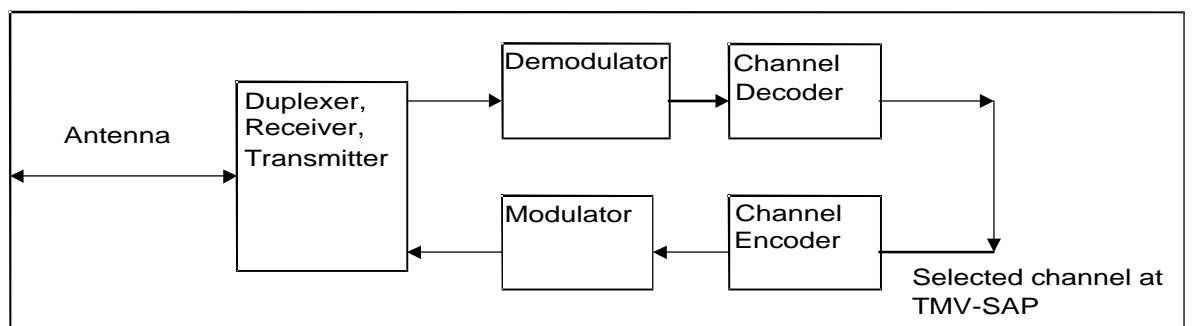 Antenna
Duplexer,
Receiver,
Transmitter
Demodulator
Channel
Decoder
Modulator
Channel
Encoder
Selected channel at
TMV-SAP